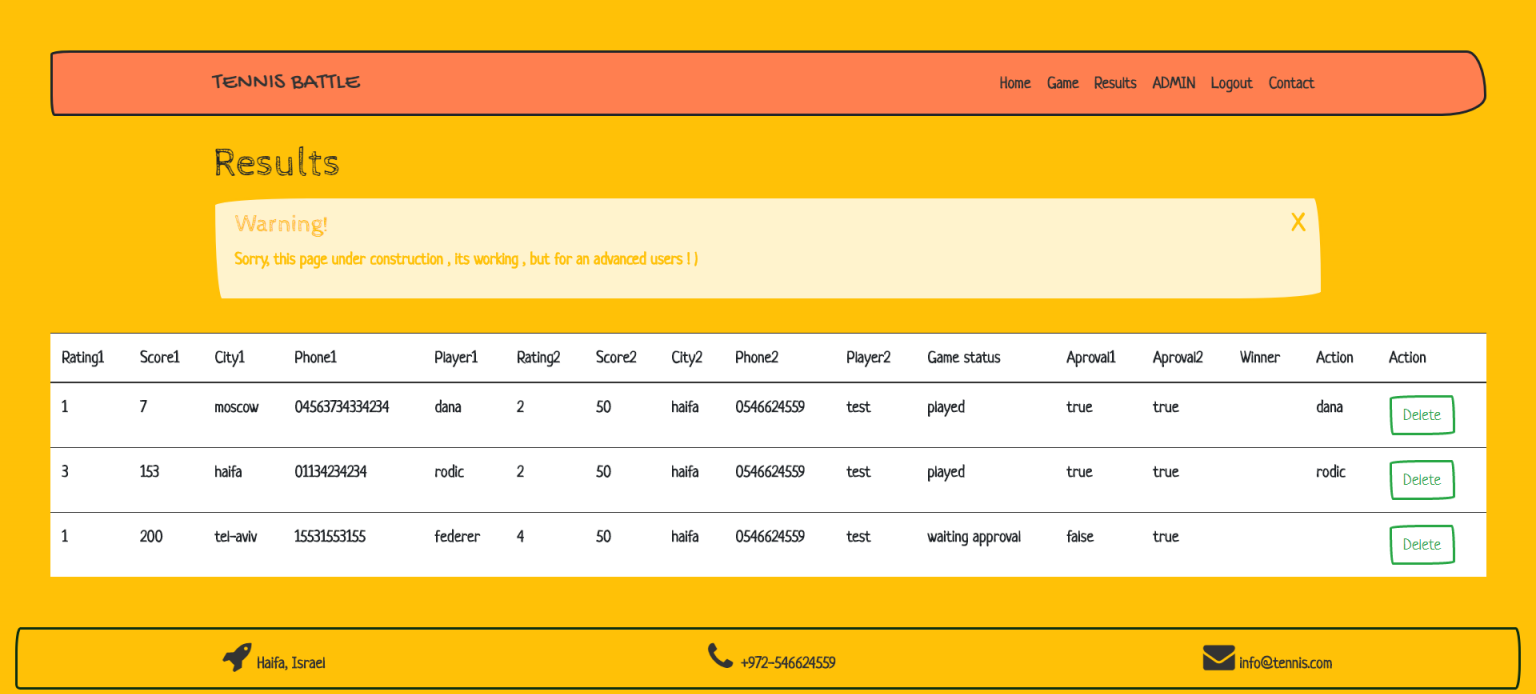 TENNIS BATTLE Home Game Results ADMIN Logout Contact
Results
Warning! X
Sorry, this page under construction , its working , but for an advanced users ! )
Rating1 Score1 City1 Phone1 Player1 Rating2 Score2 City2 Phone2 Player2 Game status Aproval1 Aproval2 Winner Action Action
1 7 moscow 04563734334234 dana 2 50 haifa 0546624559 test played true true dana Delete
3 153 haifa 01134234234 rodic 2 50 haifa 0546624559 test played true true rodic Delete
1 200 tel-aviv 15531553155 federer 4 50 haifa 0546624559 test waiting approval false true Delete
Haifa, Israel +972-546624559 info@tennis.com